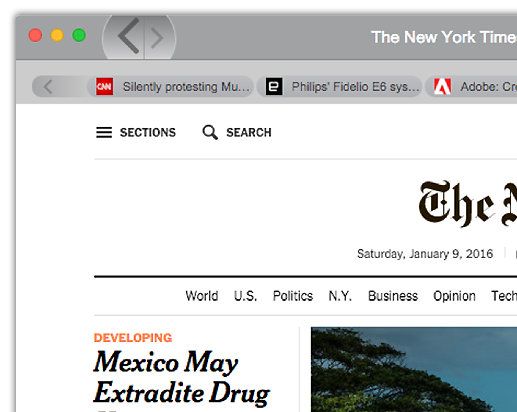 The New York Time
CNN Silently protesting Mu... Philips' Fidelio E6 sys... Adobe: Cr
SECTIONS SEARCH
The N
Saturday, January 9, 2016
World U.S. Politics N.Y. Business Opinion Tech
DEVELOPING
Mexico May
Extradite Drug